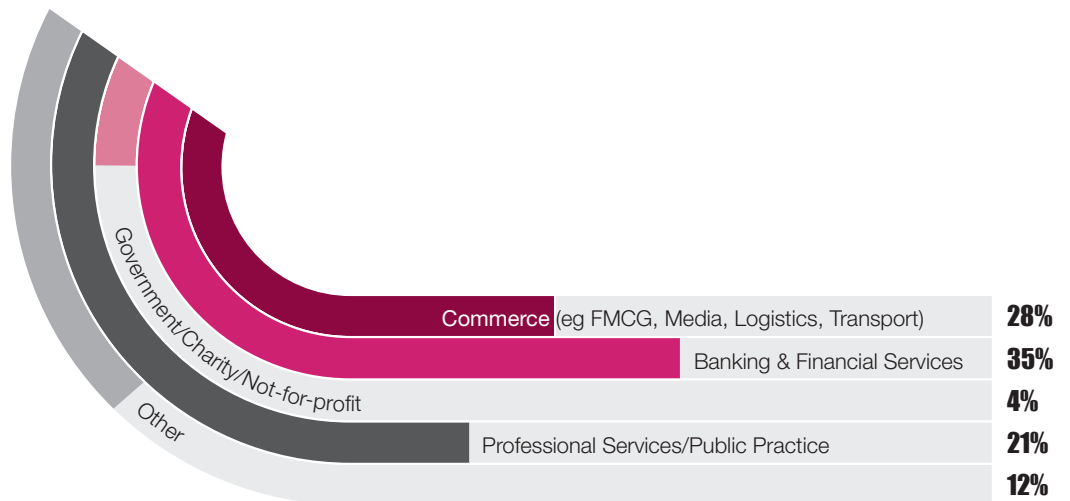 Commerce (eg FMCG, Media, Logistics, Transport) 28%
Banking & Financial Services 35%
Government/Charity/Not-for-profit 4%
Professional Services/Public Practice 21%
Other 12%